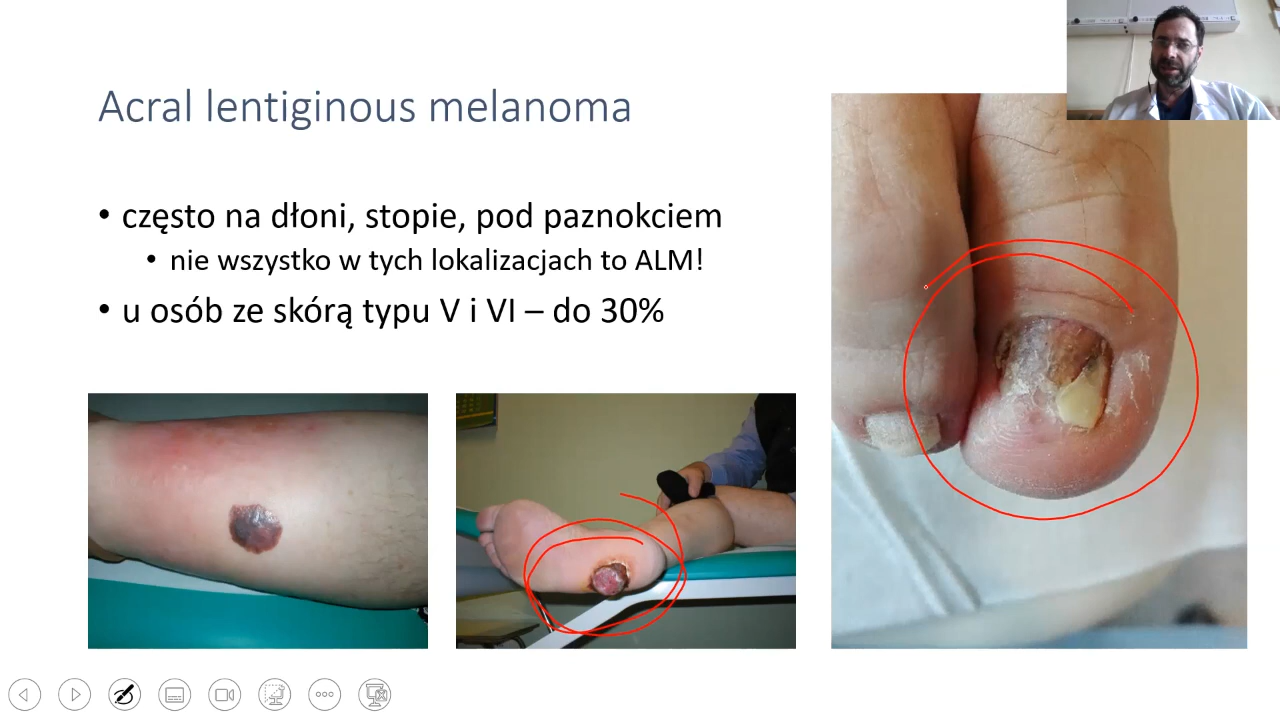 Acral lentiginous melanoma
• często na dłoni, stopie, pod paznokciem
• nie wszystko w tych lokalizacjach to ALM!
• u osób ze skórą typu V i VI – do 30%